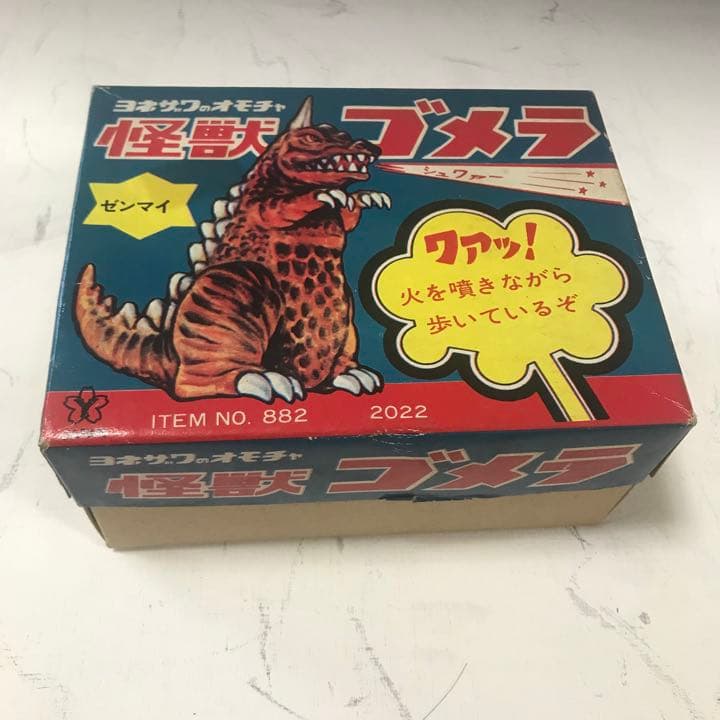 ヨネザワのオモチャ
怪獣 ゴメラ
シュワァー
ゼンマイ
ワァッ!
火を噴きながら
歩いているぞ
ITEM NO. 882 2022
ヨネザワのオモチャ
怪獣 ゴメラ